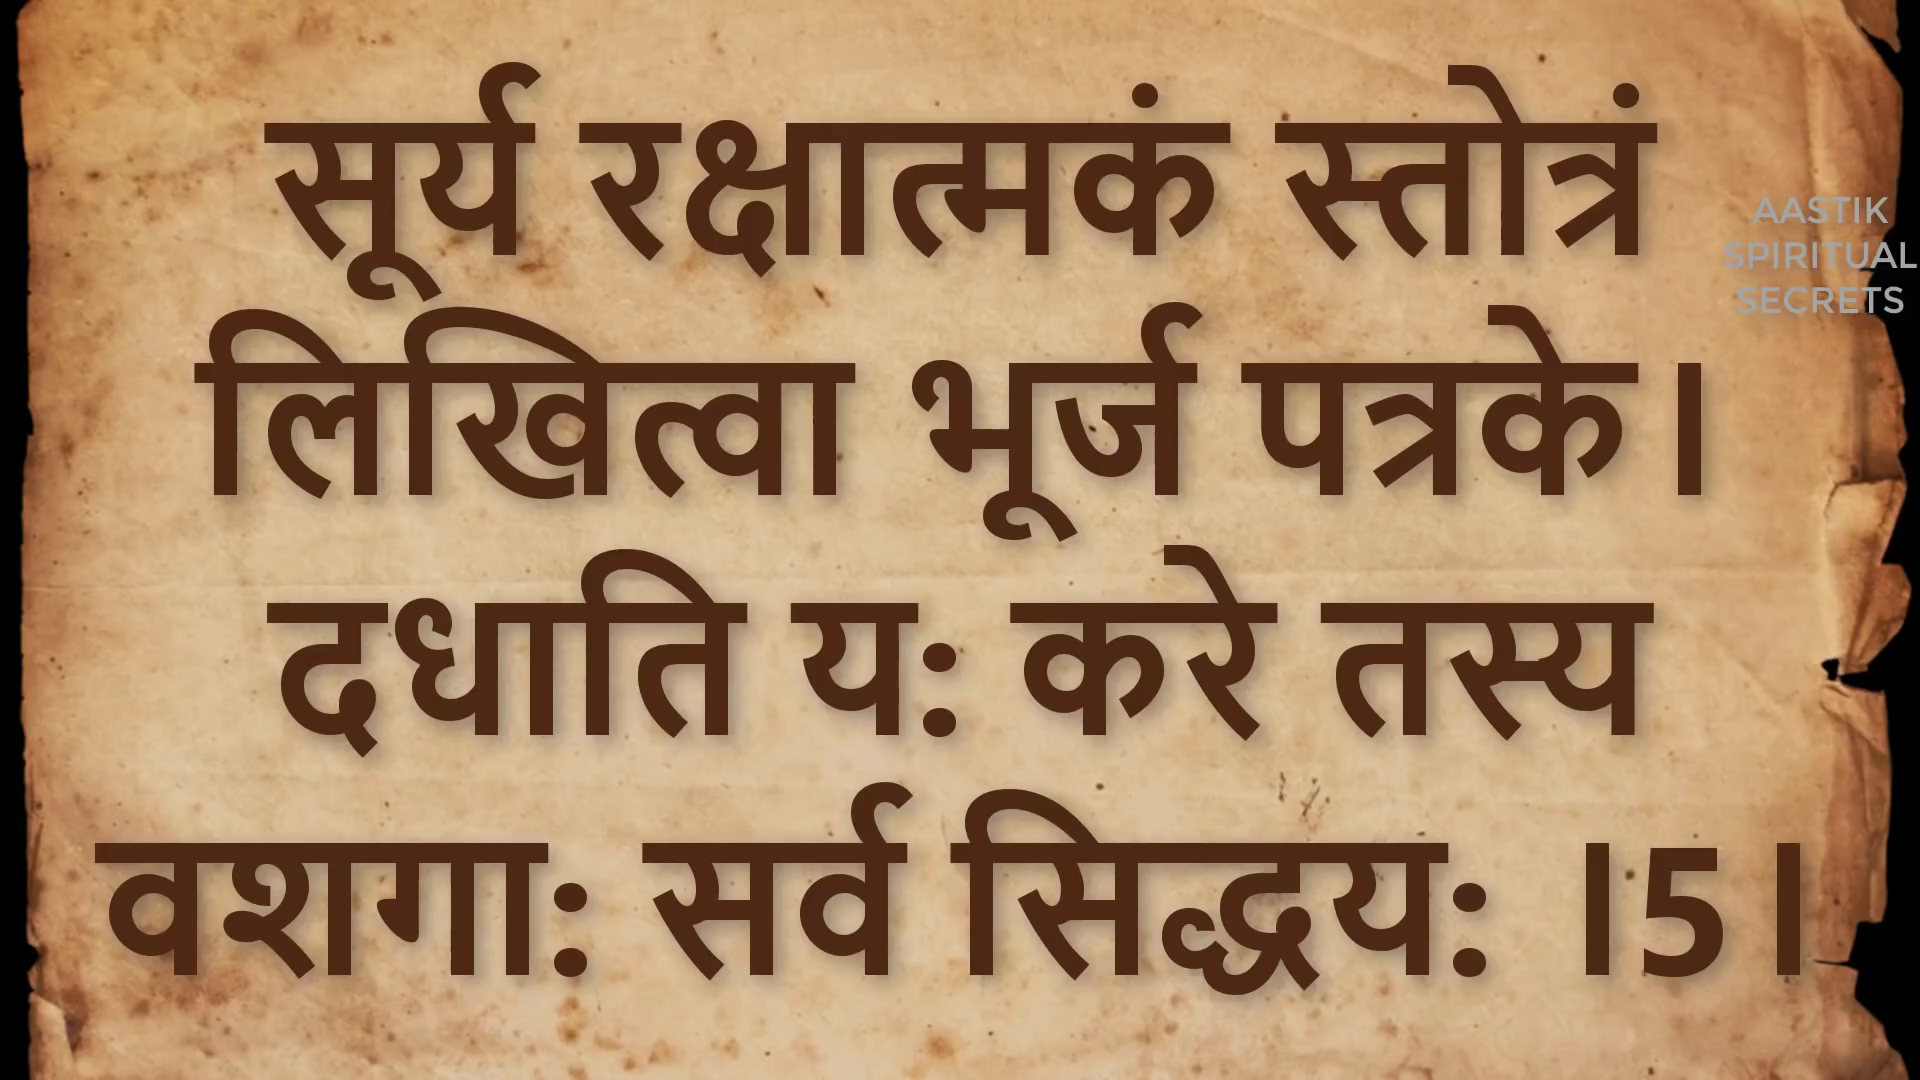 सूर्य रक्षात्मकं स्तोत्रं
लिखित्वा भूर्ज पत्रके।
दधाति य: करे तस्य
वशगा: सर्व सिद्धय: ।5।
AASTIK
SPIRITUAL
SECRETS